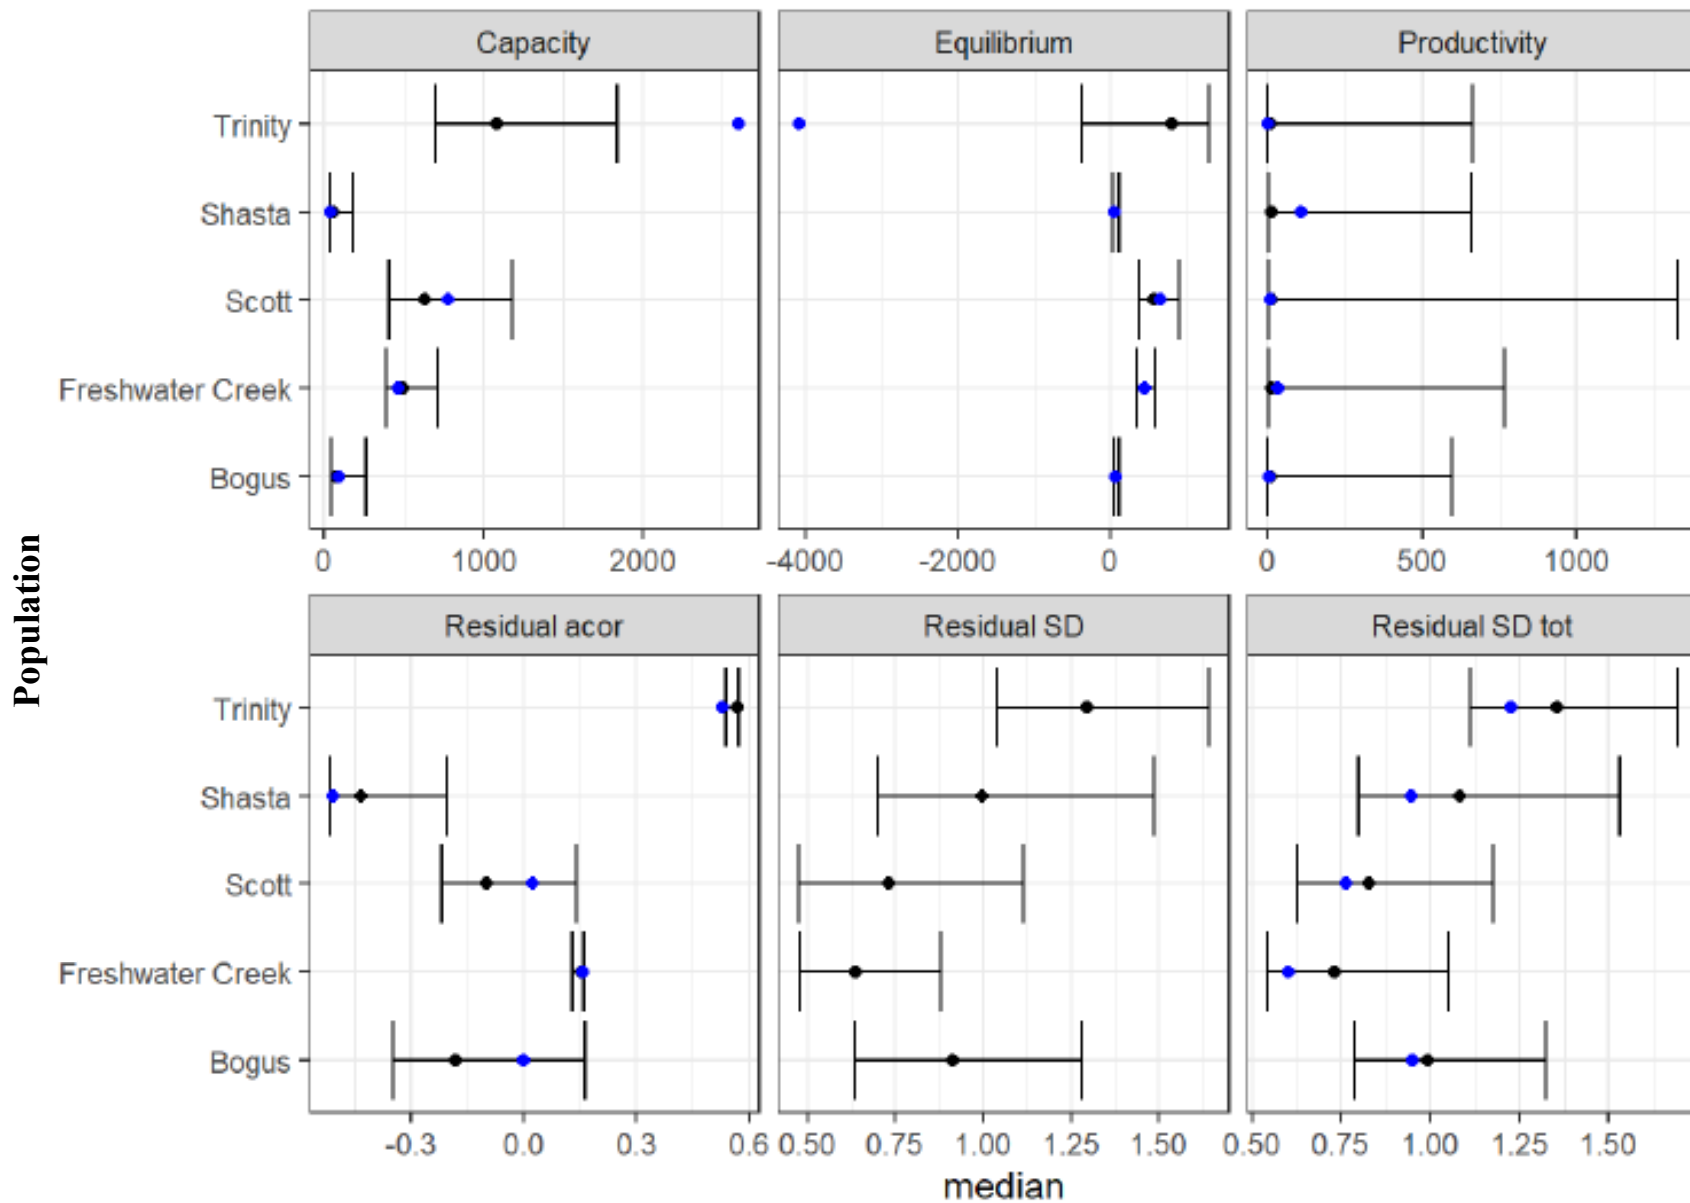 Capacity Equilibrium Productivity
Trinity
Shasta
Scott
Freshwater Creek
Bogus
0 1000 2000 -4000 -2000 0 0 500 1000
Population
Residual acor Residual SD Residual SD tot
Trinity
Shasta
Scott
Freshwater Creek
Bogus
-0.3 0.0 0.3 0.6 0.50 0.75 1.00 1.25 1.50 0.50 0.75 1.00 1.25 1.50
median